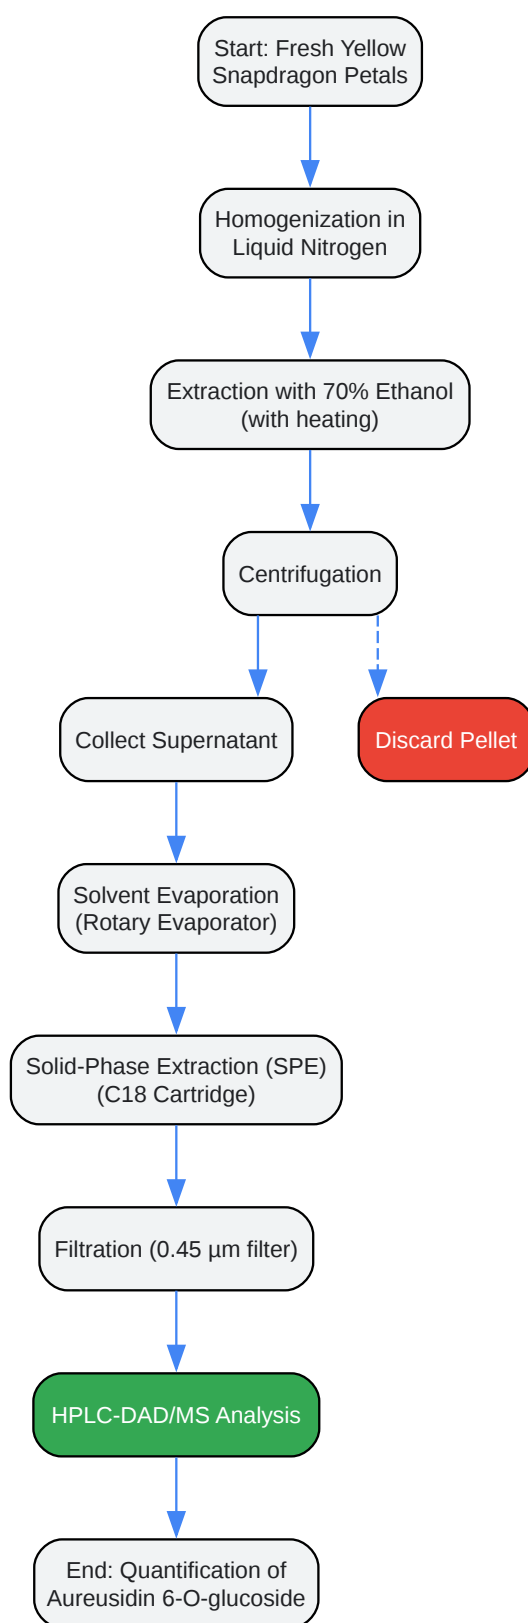 Start: Fresh Yellow
Snapdragon Petals
Homogenization in
Liquid Nitrogen
Extraction with 70% Ethanol
(with heating)
Centrifugation
Collect Supernatant
Discard Pellet
Solvent Evaporation
(Rotary Evaporator)
Solid-Phase Extraction (SPE)
(C18 Cartridge)
Filtration (0.45 µm filter)
HPLC-DAD/MS Analysis
End: Quantification of
Aureusidin 6-O-glucoside